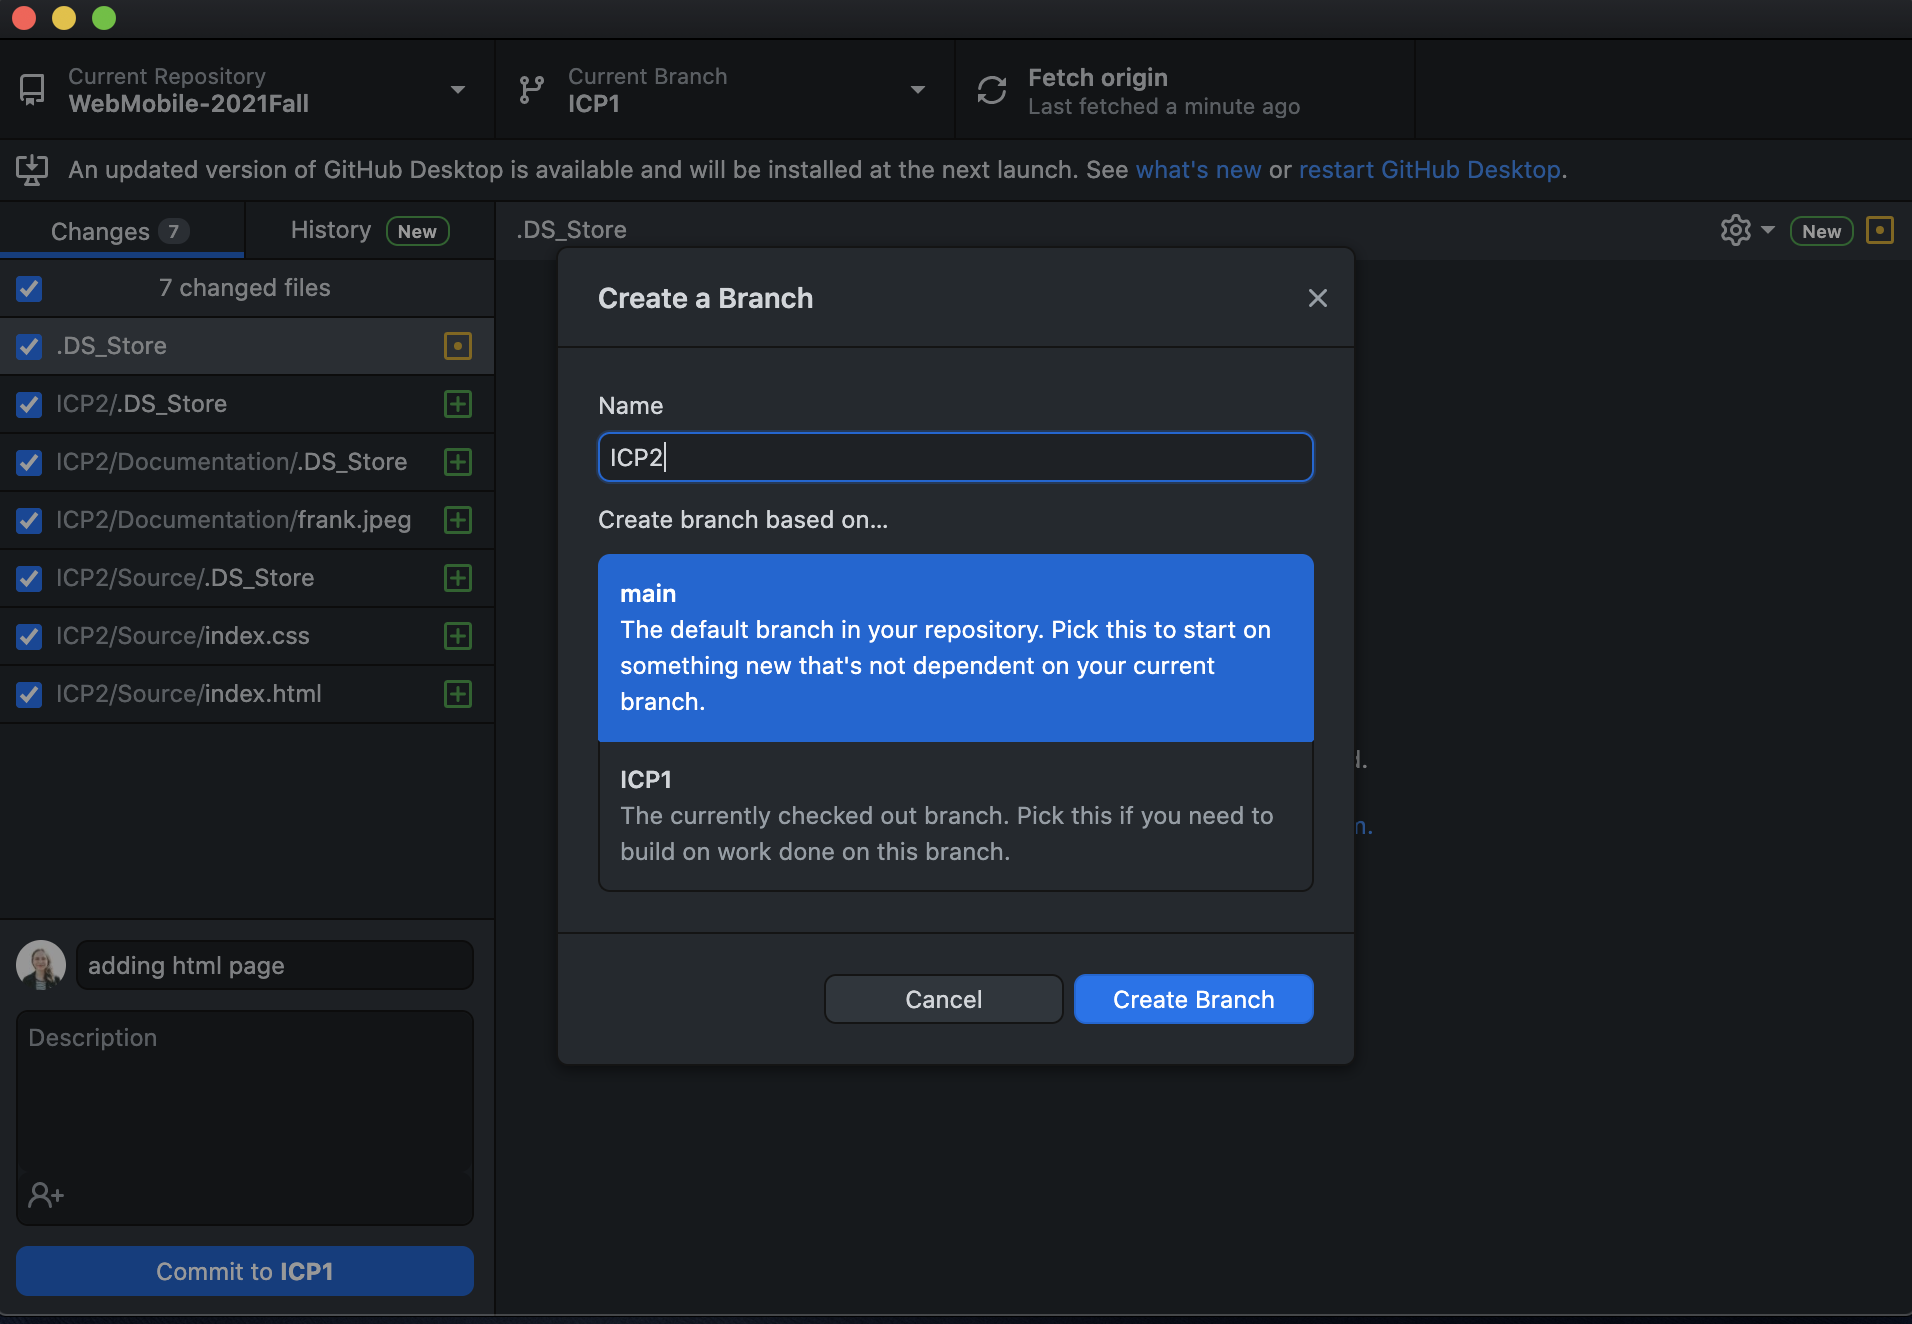 Current Repository
WebMobile-2021Fall
Current Branch
ICP1
Fetch origin
Last fetched a minute ago
An updated version of GitHub Desktop is available and will be installed at the next launch. See what's new or restart GitHub Desktop.
Changes 7
History New
.DS_Store
New
7 changed files
.DS_Store
ICP2/.DS_Store
ICP2/Documentation/.DS_Store
ICP2/Documentation/frank.jpeg
ICP2/Source/.DS_Store
ICP2/Source/index.css
ICP2/Source/index.html
adding html page
Description
Commit to ICP1
Create a Branch
Name
ICP2
Create branch based on...
main
The default branch in your repository. Pick this to start on
something new that's not dependent on your current
branch.
ICP1
The currently checked out branch. Pick this if you need to
build on work done on this branch.
Cancel
Create Branch